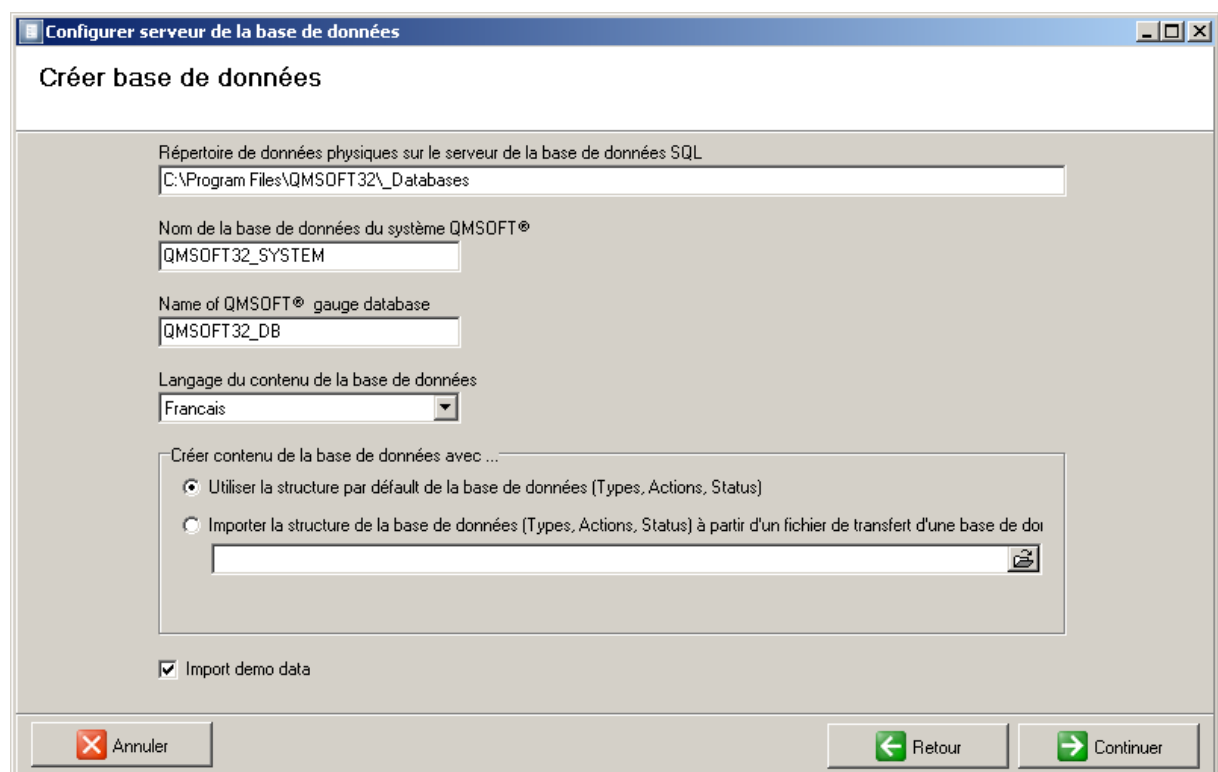 Configurer serveur de la base de données
Créer base de données
Répertoire de données physiques sur le serveur de la base de données SQL
C:\Program Files\QMSOFT32\_Databases
Nom de la base de données du système QMSOFT®
QMSOFT32_SYSTEM
Name of QMSOFT® gauge database
QMSOFT32_DB
Langage du contenu de la base de données
Francais
Créer contenu de la base de données avec ...
Utiliser la structure par défault de la base de données (Types, Actions, Status)
Importer la structure de la base de données (Types, Actions, Status) à partir d'un fichier de transfert d'une base de
Import demo data
Annuler
Retour
Continuer